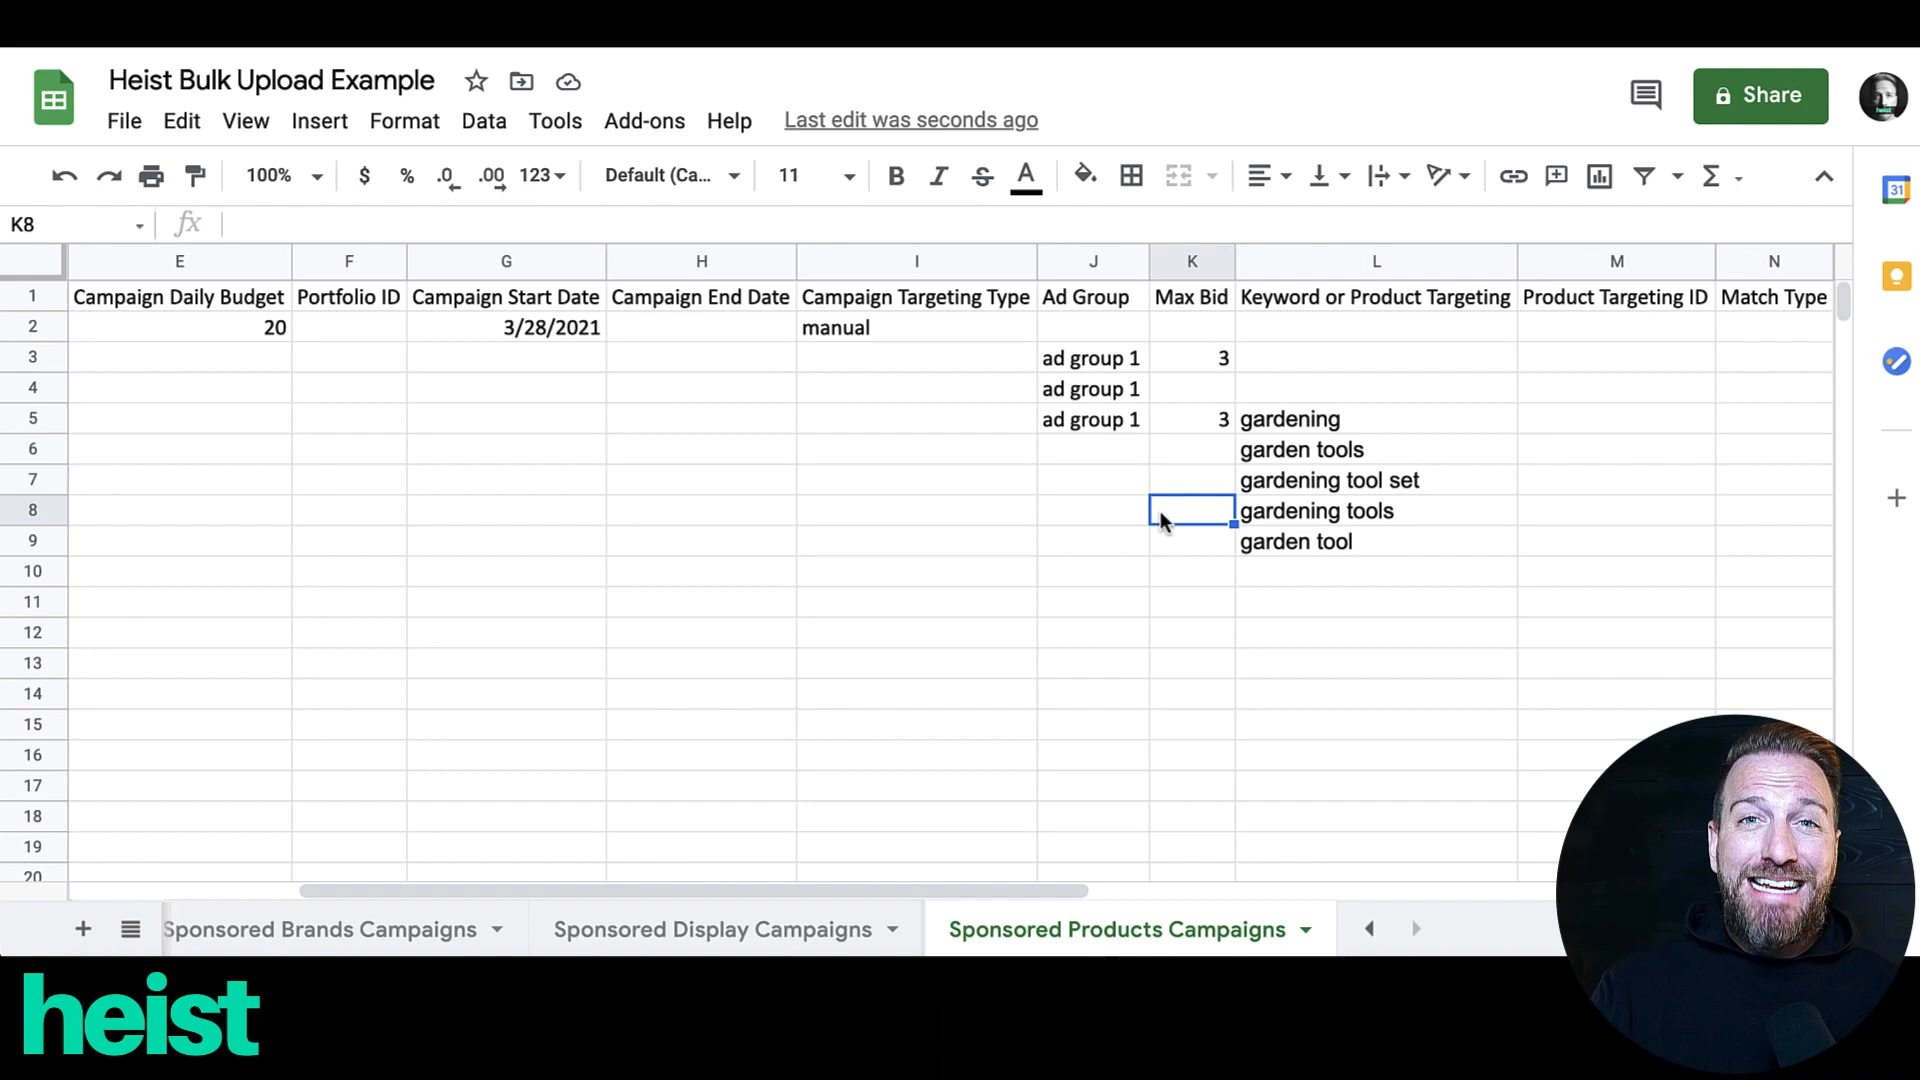 Heist Bulk Upload Example
File Edit View Insert Format Data Tools Add-ons Help Last edit was seconds ago
Share
100% $ % .0 .00 123 Default (Ca... 11 B I S A Σ
31
K8 fx
E F G H I J K L M N
1 Campaign Daily Budget Portfolio ID Campaign Start Date Campaign End Date Campaign Targeting Type Ad Group Max Bid Keyword or Product Targeting Product Targeting ID Match Type
2 20 3/28/2021 manual
3 ad group 1 3
4 ad group 1
5 ad group 1 3 gardening
6 garden tools
7 gardening tool set
8 gardening tools
9 garden tool
10
11
12
13
14
15
16
17
18
19
20
Sponsored Brands Campaigns Sponsored Display Campaigns Sponsored Products Campaigns
heist